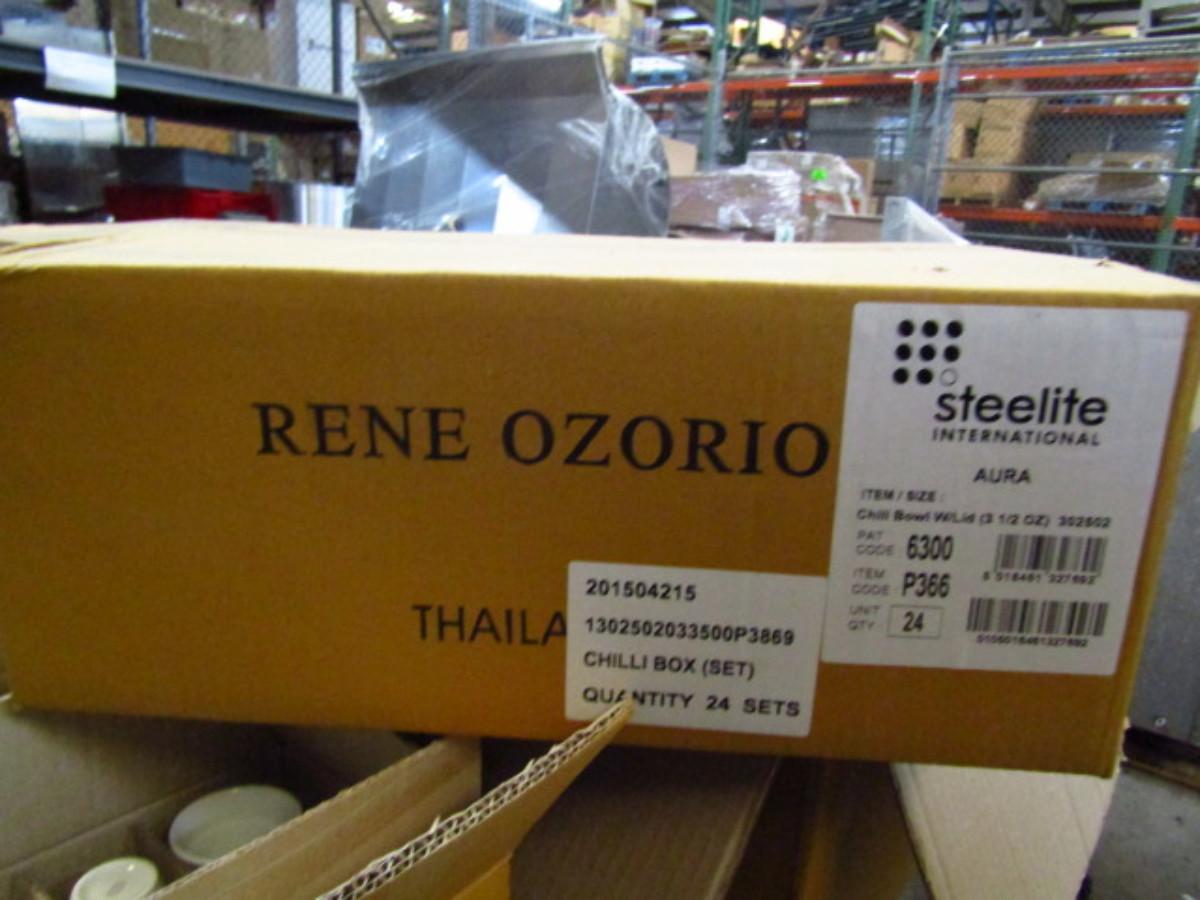 RENE OZORIO
THAILA
201504215
1302502033500P3869
CHILLI BOX (SET)
QUANTITY 24 SETS
steelite
INTERNATIONAL
AURA
ITEM / SIZE :
Chill Bowl W/Lid (3 1/2 OZ) 302502
PAT CODE 6300
ITEM CODE P366
UNIT QTY 24